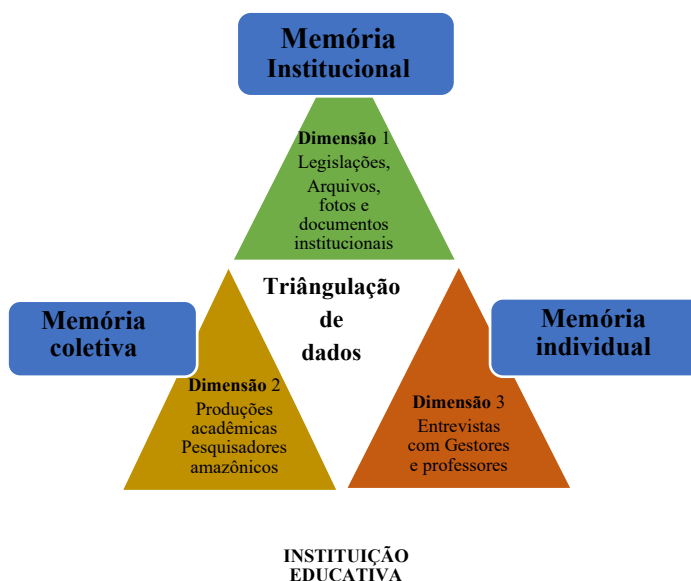 Memória
Institucional
Dimensão 1
Legislações,
Arquivos,
fotos e
documentos
institucionais
Triângulação
de
dados
Memória
coletiva
Memória
individual
Dimensão 2
Produções
acadêmicas
Pesquisadores
amazônicos
Dimensão 3
Entrevistas
com Gestores
e professores
INSTITUIÇÃO
EDUCATIVA